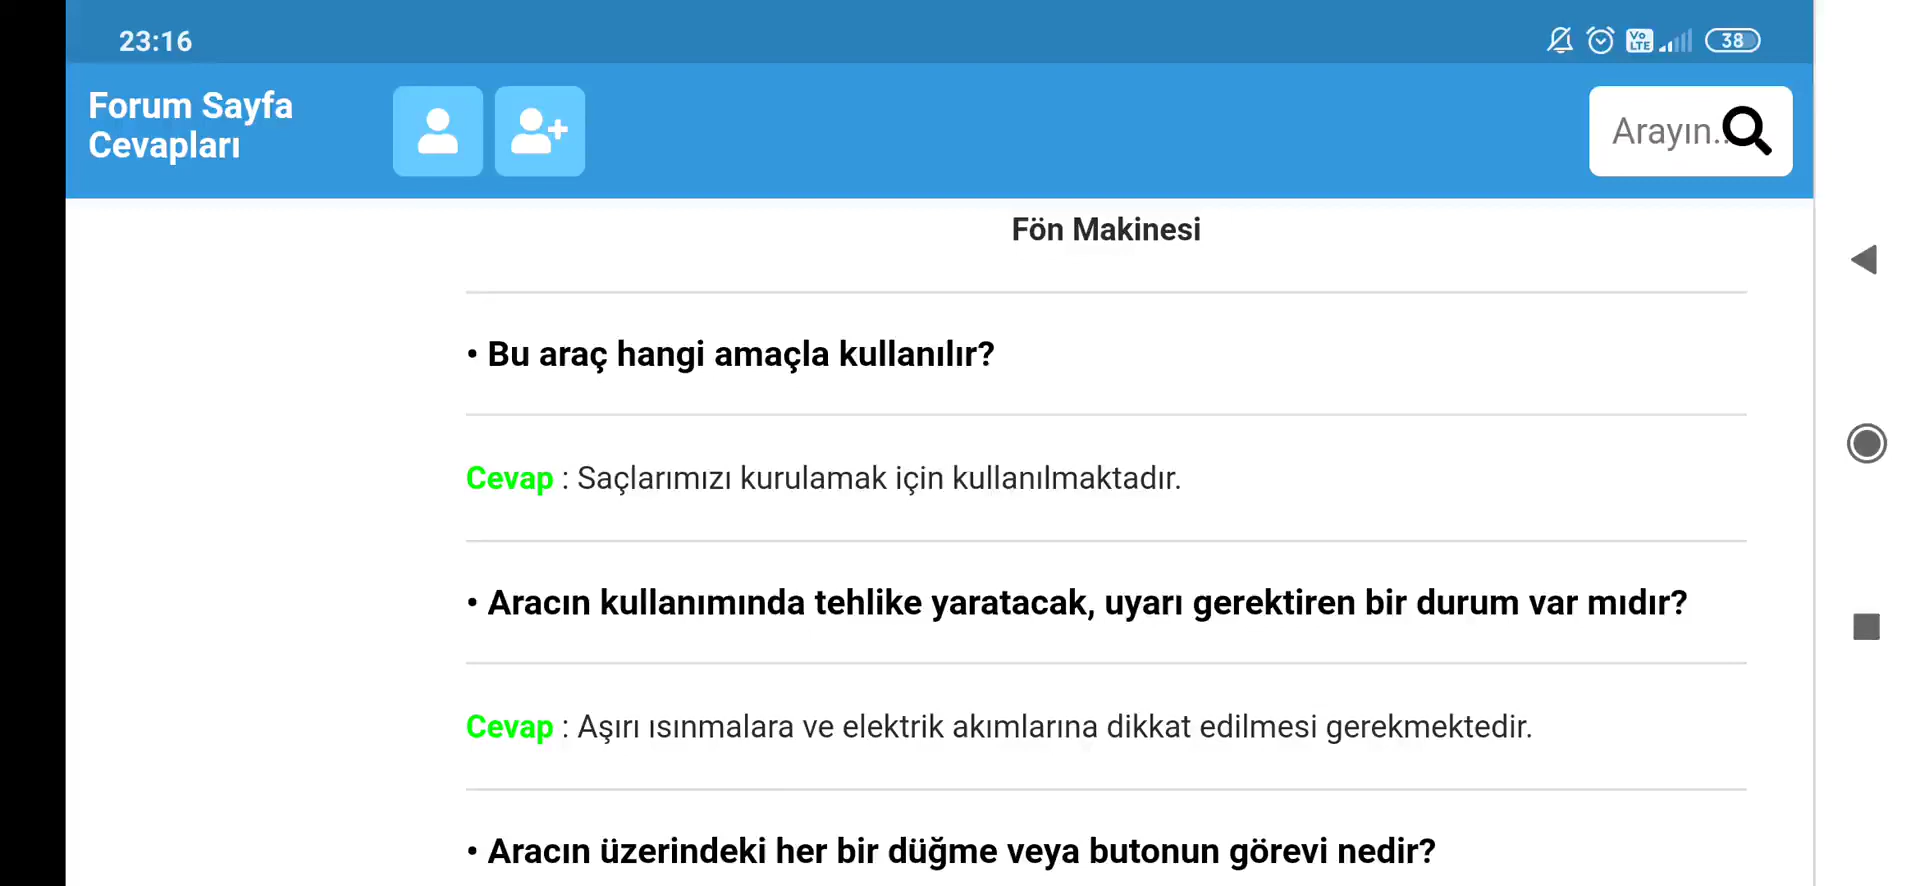 23:16
Vo
LTE
38
Forum Sayfa
Cevapları
Arayın..
Fön Makinesi
• Bu araç hangi amaçla kullanılır?
Cevap : Saçlarımızı kurulamak için kullanılmaktadır.
• Aracın kullanımında tehlike yaratacak, uyarı gerektiren bir durum var mıdır?
Cevap : Aşırı ısınmalara ve elektrik akımlarına dikkat edilmesi gerekmektedir.
• Aracın üzerindeki her bir düğme veya butonun görevi nedir?